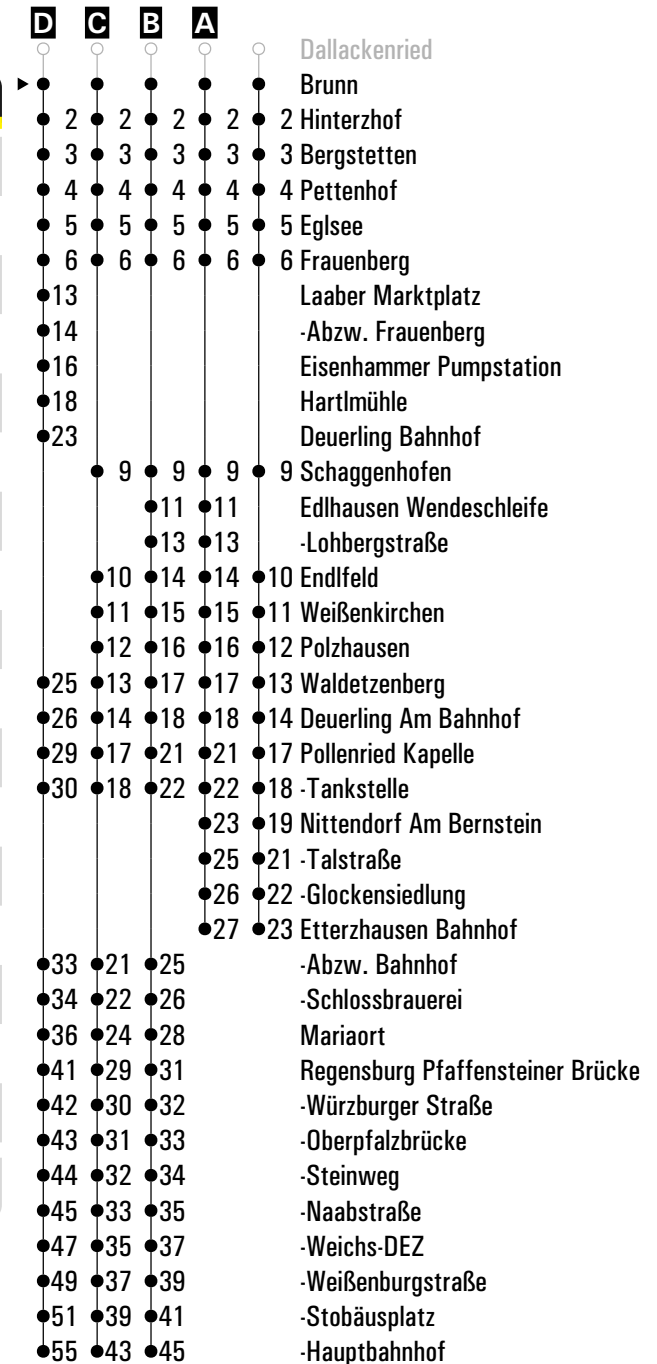 D C B A
Dallackenried
Brunn
2 2 2 2 2 Hinterzhof
3 3 3 3 3 Bergstetten
4 4 4 4 4 Pettenhof
5 5 5 5 5 Eglsee
6 6 6 6 6 Frauenberg
13 Laaber Marktplatz
14 -Abzw. Frauenberg
16 Eisenhammer Pumpstation
18 Hartlmühle
23 Deuerling Bahnhof
9 9 9 9 Schaggenhofen
11 11 Edlhausen Wendeschleife
13 13 -Lohbergstraße
10 14 14 10 Endlfeld
11 15 15 11 Weißenkirchen
12 16 16 12 Polzhausen
25 13 17 17 13 Waldetzenberg
26 14 18 18 14 Deuerling Am Bahnhof
29 17 21 21 17 Pollenried Kapelle
30 18 22 22 18 -Tankstelle
23 19 Nittendorf Am Bernstein
25 21 -Talstraße
26 22 -Glockensiedlung
27 23 Etterzhausen Bahnhof
33 21 25 -Abzw. Bahnhof
34 22 26 -Schlossbrauerei
36 24 28 Mariaort
41 29 31 Regensburg Pfaffensteiner Brücke
42 30 32 -Würzburger Straße
43 31 33 -Oberpfalzbrücke
44 32 34 -Steinweg
45 33 35 -Naabstraße
47 35 37 -Weichs-DEZ
49 37 39 -Weißenburgstraße
51 39 41 -Stobäusplatz
55 43 45 -Hauptbahnhof